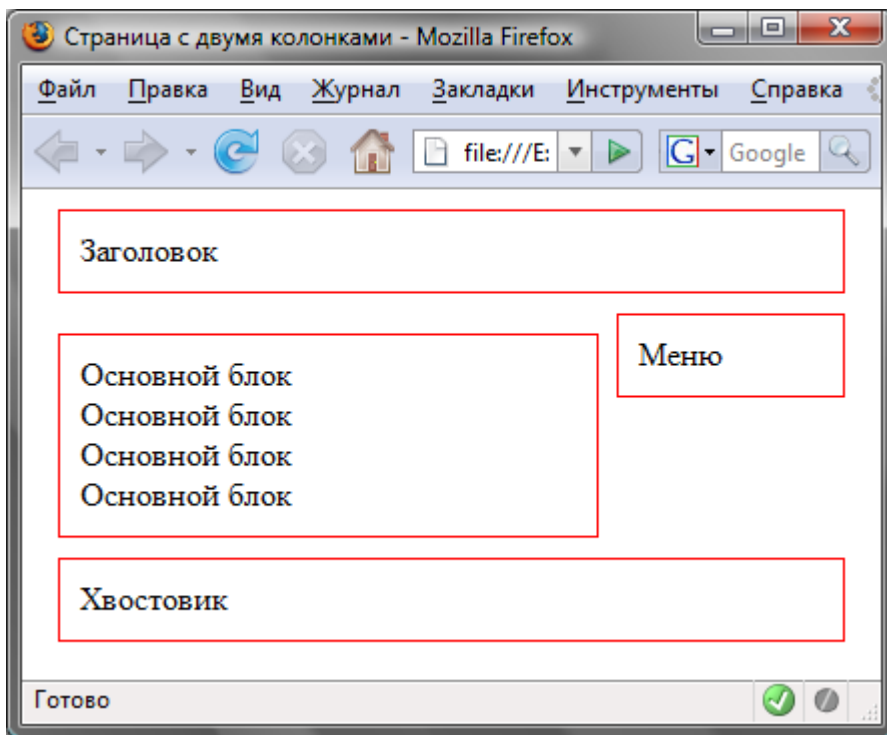 Страница с двумя колонками - Mozilla Firefox
Файл Правка Вид Журнал Закладки Инструменты Справка
file:///E: G Google
Заголовок
Меню
Основной блок
Основной блок
Основной блок
Основной блок
Хвостовик
Готово